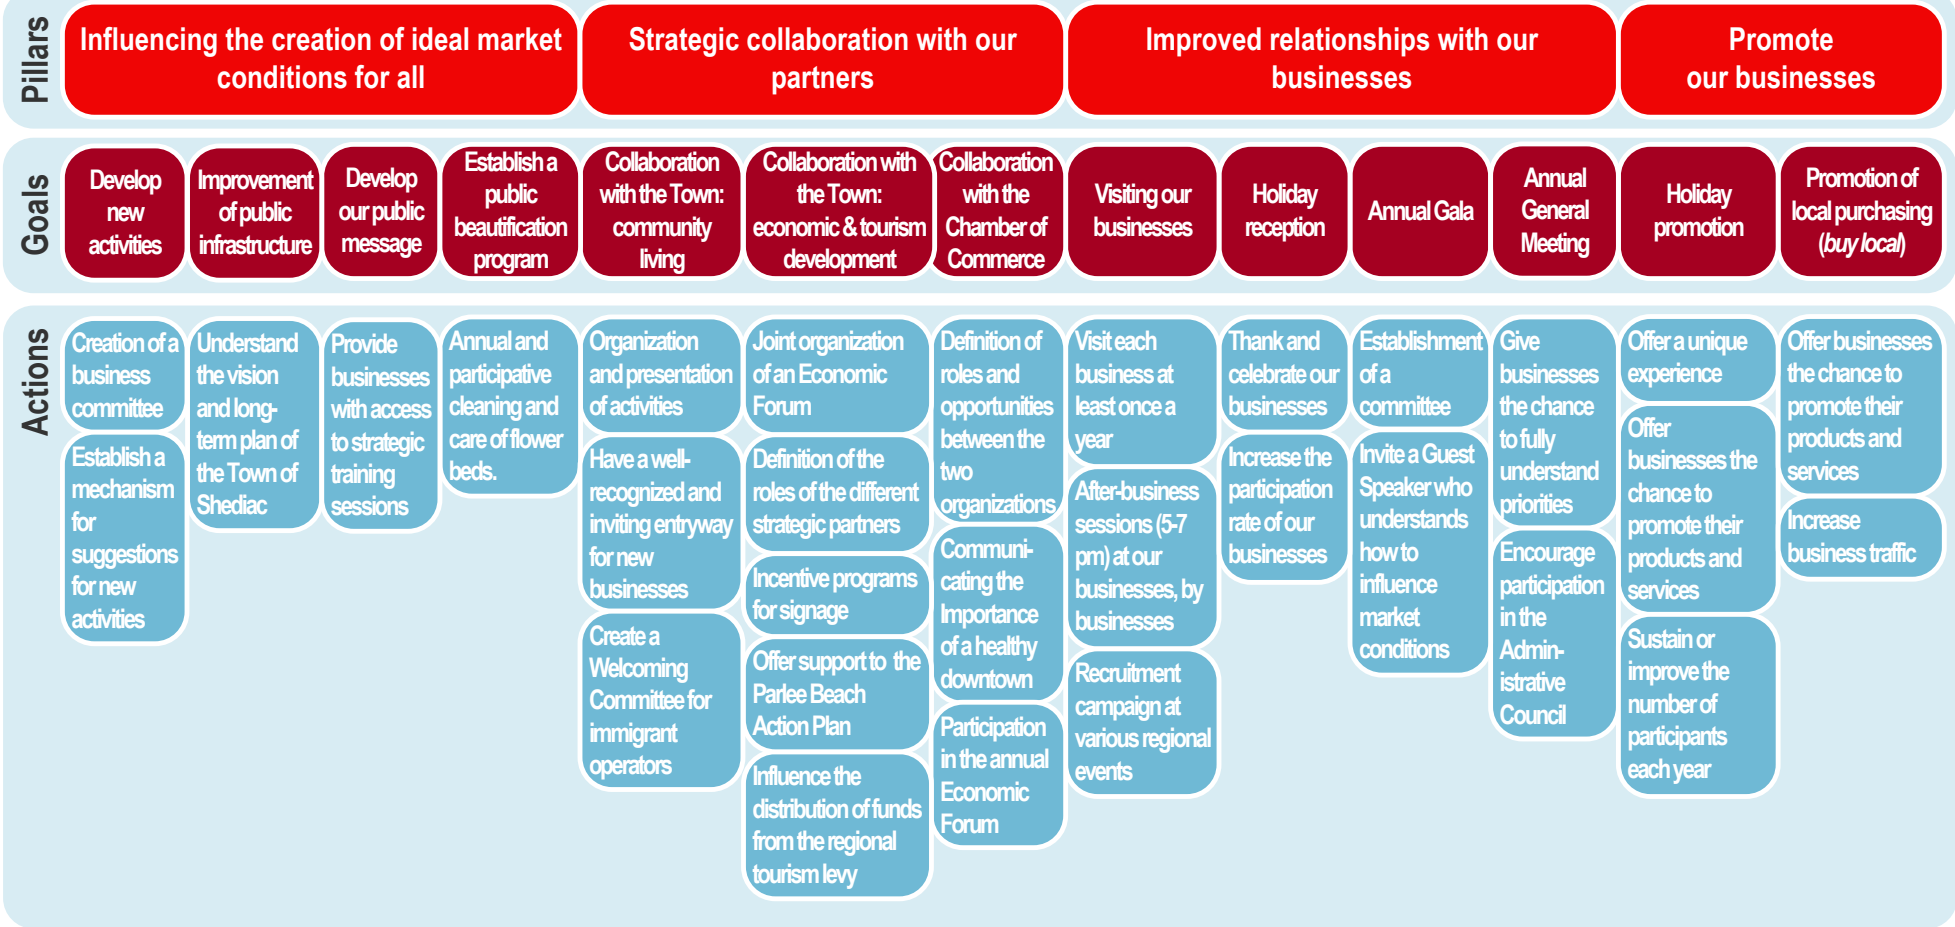 Pillars
Influencing the creation of ideal market
conditions for all
Strategic collaboration with our
partners
Improved relationships with our
businesses
Promote
our businesses
Goals
Develop
new
activities
Improvement
of public
infrastructure
Develop
our public
message
Establish a
public
beautification
program
Collaboration
with the Town:
community
living
Collaboration with
the Town:
economic & tourism
development
Collaboration
with the
Chamber of
Commerce
Visiting our
businesses
Holiday
reception
Annual Gala
Annual
General
Meeting
Holiday
promotion
Promotion of
local purchasing
(buy local)
Actions
Creation of a
business
committee
Establish a
mechanism
for
suggestions
for new
activities
Understand
the vision
and long-
term plan of
the Town of
Shediac
Provide
businesses
with access
to strategic
training
sessions
Annual and
participative
cleaning and
care of flower
beds.
Organization
and presentation
of activities
Have a well-
recognized and
inviting entryway
for new
businesses
Create a
Welcoming
Committee for
immigrant
operators
Joint organization
of an Economic
Forum
Definition of the
roles of the different
strategic partners
Incentive programs
for signage
Offer support to the
Parlee Beach
Action Plan
Influence the
distribution of funds
from the regional
tourism levy
Definition of
roles and
opportunities
between the
two
organizations
Communi-
cating the
Importance
of a healthy
downtown
Participation
in the annual
Economic
Forum
Visit each
business at
least once a
year
After-business
sessions (5-7
pm) at our
businesses, by
businesses
Recruitment
campaign at
various regional
events
Thank and
celebrate our
businesses
Increase the
participation
rate of our
businesses
Establishment
of a
committee
Invite a Guest
Speaker who
understands
how to
influence
market
conditions
Give
businesses
the chance
to fully
understand
priorities
Encourage
participation
in the
Admin-
istrative
Council
Offer a unique
experience
Offer
businesses the
chance to
promote their
products and
services
Sustain or
improve the
number of
participants
each year
Offer businesses
the chance to
promote their
products and
services
Increase
business traffic